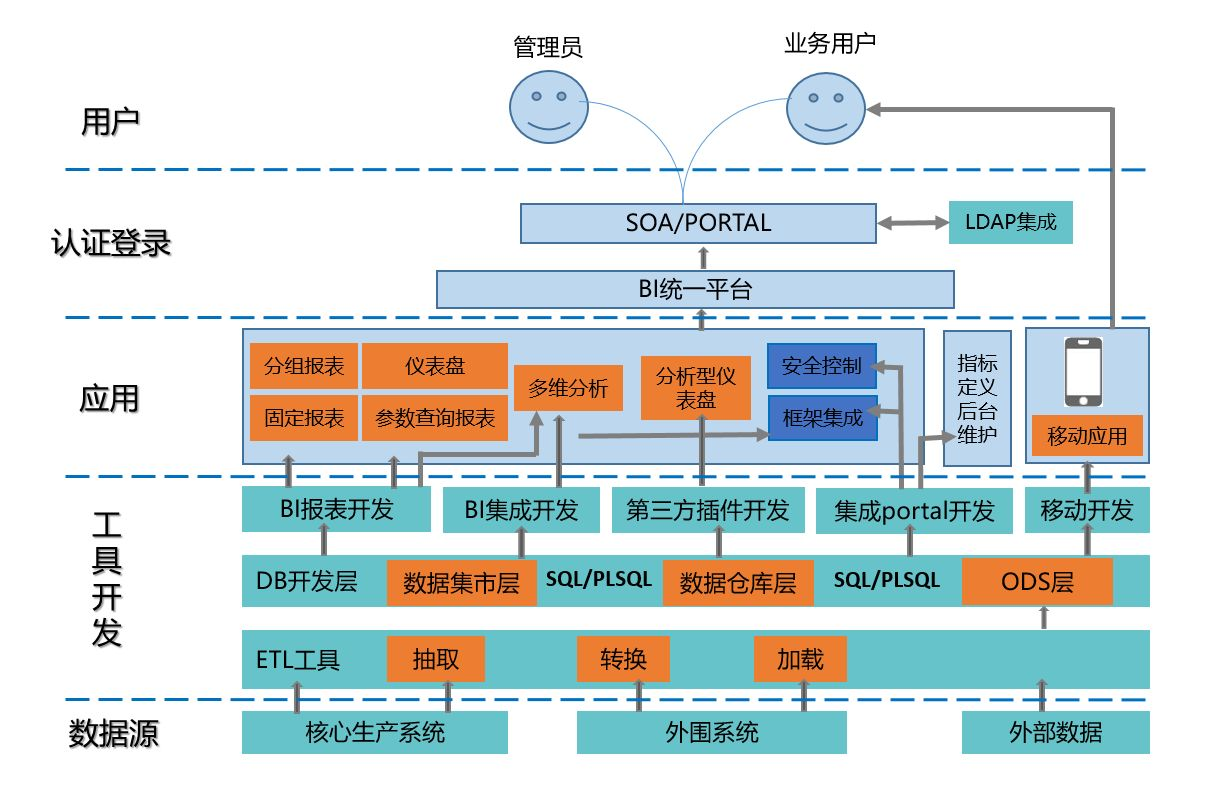 管理员
业务用户
用户
SOA/PORTAL
LDAP集成
认证登录
BI统一平台
分组报表
仪表盘
多维分析
分析型仪
表盘
安全控制
指标
定义
后台
维护
应用
固定报表
参数查询报表
框架集成
移动应用
工
具
开
发
BI报表开发
BI集成开发
第三方插件开发
集成portal开发
移动开发
DB开发层
数据集市层
SQL/PLSQL
数据仓库层
SQL/PLSQL
ODS层
ETL工具
抽取
转换
加载
数据源
核心生产系统
外围系统
外部数据